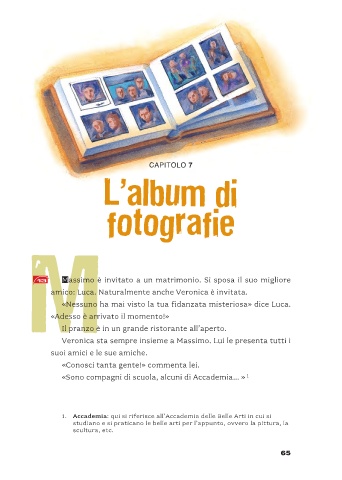 CAPITOLO 7
L'album di
fotografie
Massimo è invitato a un matrimonio. Si sposa il suo migliore
amico: Luca. Naturalmente anche Veronica è invitata.
«Nessuno ha mai visto la tua fidanzata misteriosa» dice Luca.
«Adesso è arrivato il momento!»
Il pranzo è in un grande ristorante all'aperto.
Veronica sta sempre insieme a Massimo. Lui le presenta tutti i
suoi amici e le sue amiche.
«Conosci tanta gente!» commenta lei.
«Sono compagni di scuola, alcuni di Accademia... »1
1. Accademia: qui si riferisce all'Accademia delle Belle Arti in cui si
studiano e si praticano le belle arti per l'appunto, ovvero la pittura, la
scultura, etc.
65